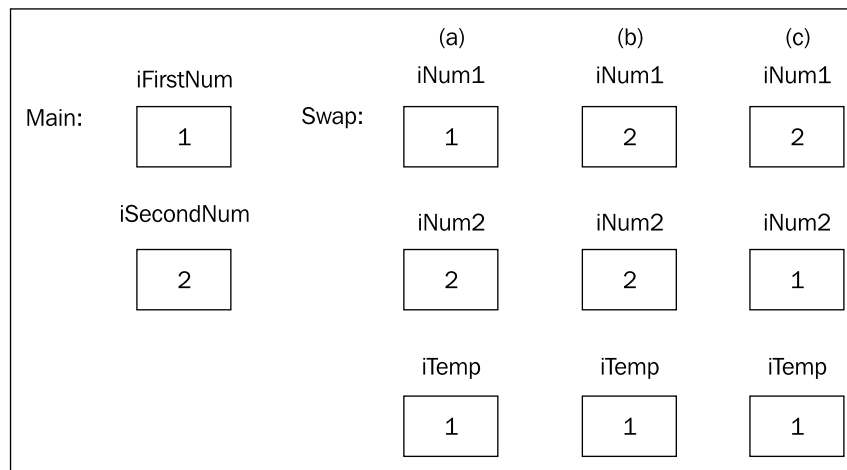 (a) (b) (c)
iFirstNum iNum1 iNum1 iNum1
Main: 1 Swap: 1 2 2
iSecondNum iNum2 iNum2 iNum2
2 2 2 1
iTemp iTemp iTemp
1 1 1